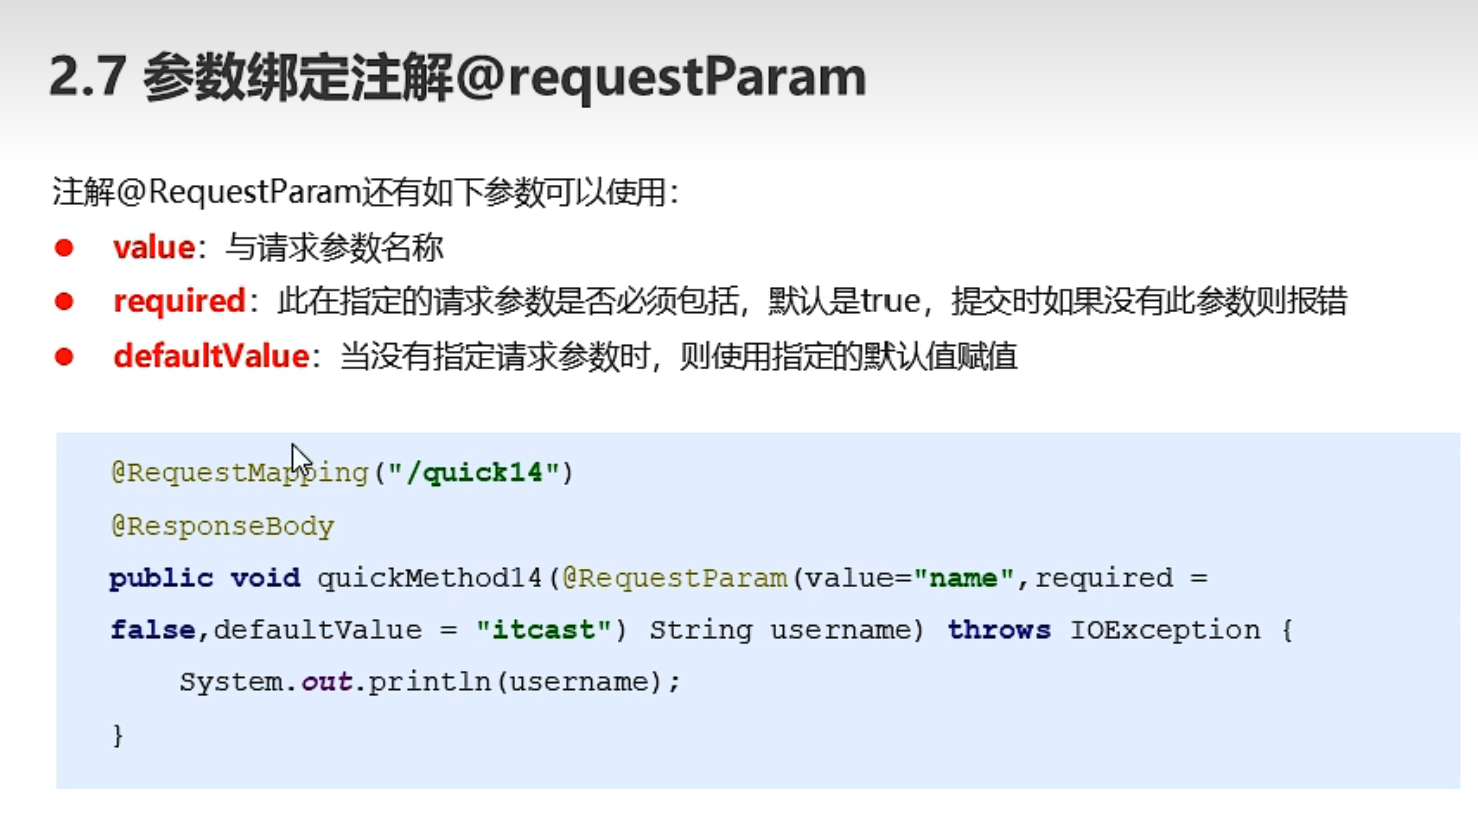 2.7 参数绑定注解@requestParam
注解@RequestParam还有如下参数可以使用：
● value：与请求参数名称
● required：此在指定的请求参数是否必须包括，默认是true，提交时如果没有此参数则报错
● defaultValue：当没有指定请求参数时，则使用指定的默认值赋值
@RequestMapping("/quick14")
@ResponseBody
public void quickMethod14(@RequestParam(value="name",required =
false,defaultValue = "itcast") String username) throws IOException {
    System.out.println(username);
}